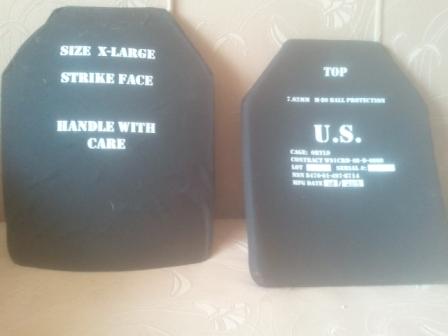 SIZE X-LARGE
STRIKE FACE
HANDLE WITH
CARE
TOP
7.62MM M-80 BALL PROTECTION
U.S.
CAGE:
CONTRACT
LOT SERIAL #:
NSN
MFG DATE /